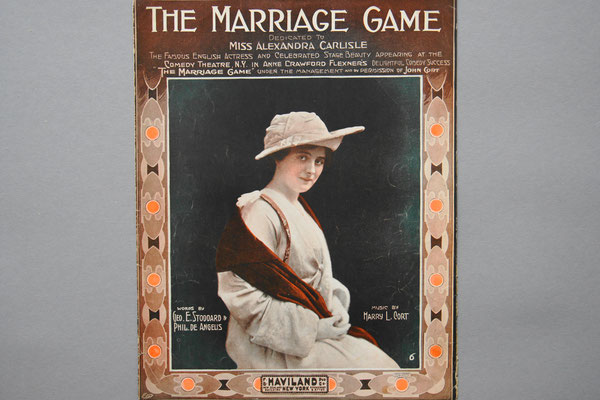 THE MARRIAGE GAME
DEDICATED TO
MISS ALEXANDRA CARLISLE
THE FAMOUS ENGLISH ACTRESS AND CELEBRATED STAGE BEAUTY APPEARING AT THE
COMEDY THEATRE N.Y. IN ANNE CRAWFORD FLEXNER'S DELIGHTFUL COMEDY SUCCESS
"THE MARRIAGE GAME" UNDER THE MANAGEMENT AND BY PERMISSION OF JOHN CORT
WORDS BY
GEO. E. STODDARD &
PHIL. DE ANGELIS
MUSIC BY
HARRY L. CORT
6
HAVILAND
NEW YORK